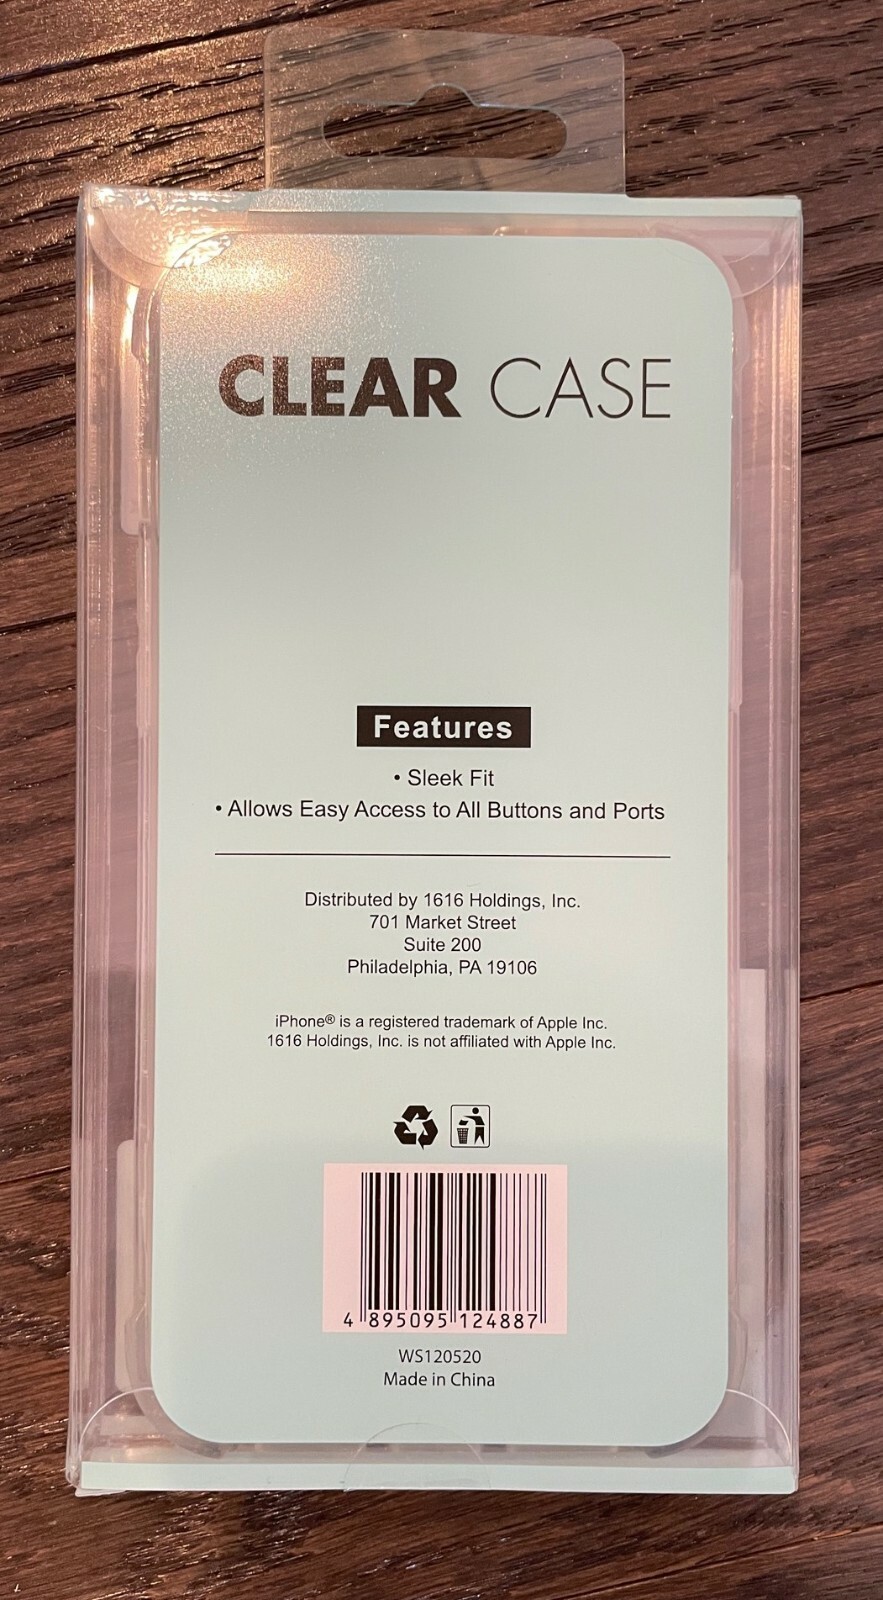 CLEAR CASE
Features
• Sleek Fit
• Allows Easy Access to All Buttons and Ports
Distributed by 1616 Holdings, Inc.
701 Market Street
Suite 200
Philadelphia, PA 19106
iPhone® is a registered trademark of Apple Inc.
1616 Holdings, Inc. is not affiliated with Apple Inc.
4 895095 124887
WS120520
Made in China